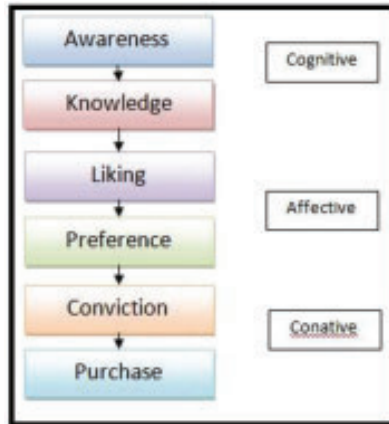 Awareness
Cognitive
Knowledge
Liking
Affective
Preference
Conviction
Conative
Purchase